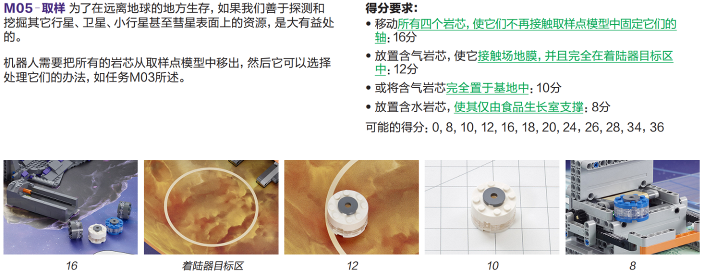 M05 - 取样 为了在远离地球的地方生存，如果我们善于探测和
挖掘其它行星、卫星、小行星甚至彗星表面上的资源，是大有益处
的。
机器人需要把所有的岩芯从取样点模型中移出，然后它可以选择
处理它们的办法，如任务M03所述。
得分要求：
• 移动所有四个岩芯，使它们不再接触取样点模型中固定它们的
轴：16分
• 放置含气岩芯，使它接触场地膜，并且完全在着陆器目标区
中：12分
• 或将含气岩芯完全置于基地中：10分
• 放置含水岩芯，使其仅由食品生长室支撑：8分
可能的得分：0, 8, 10, 12, 16, 18, 20, 24, 26, 28, 34, 36
16
着陆器目标区
12
10
8